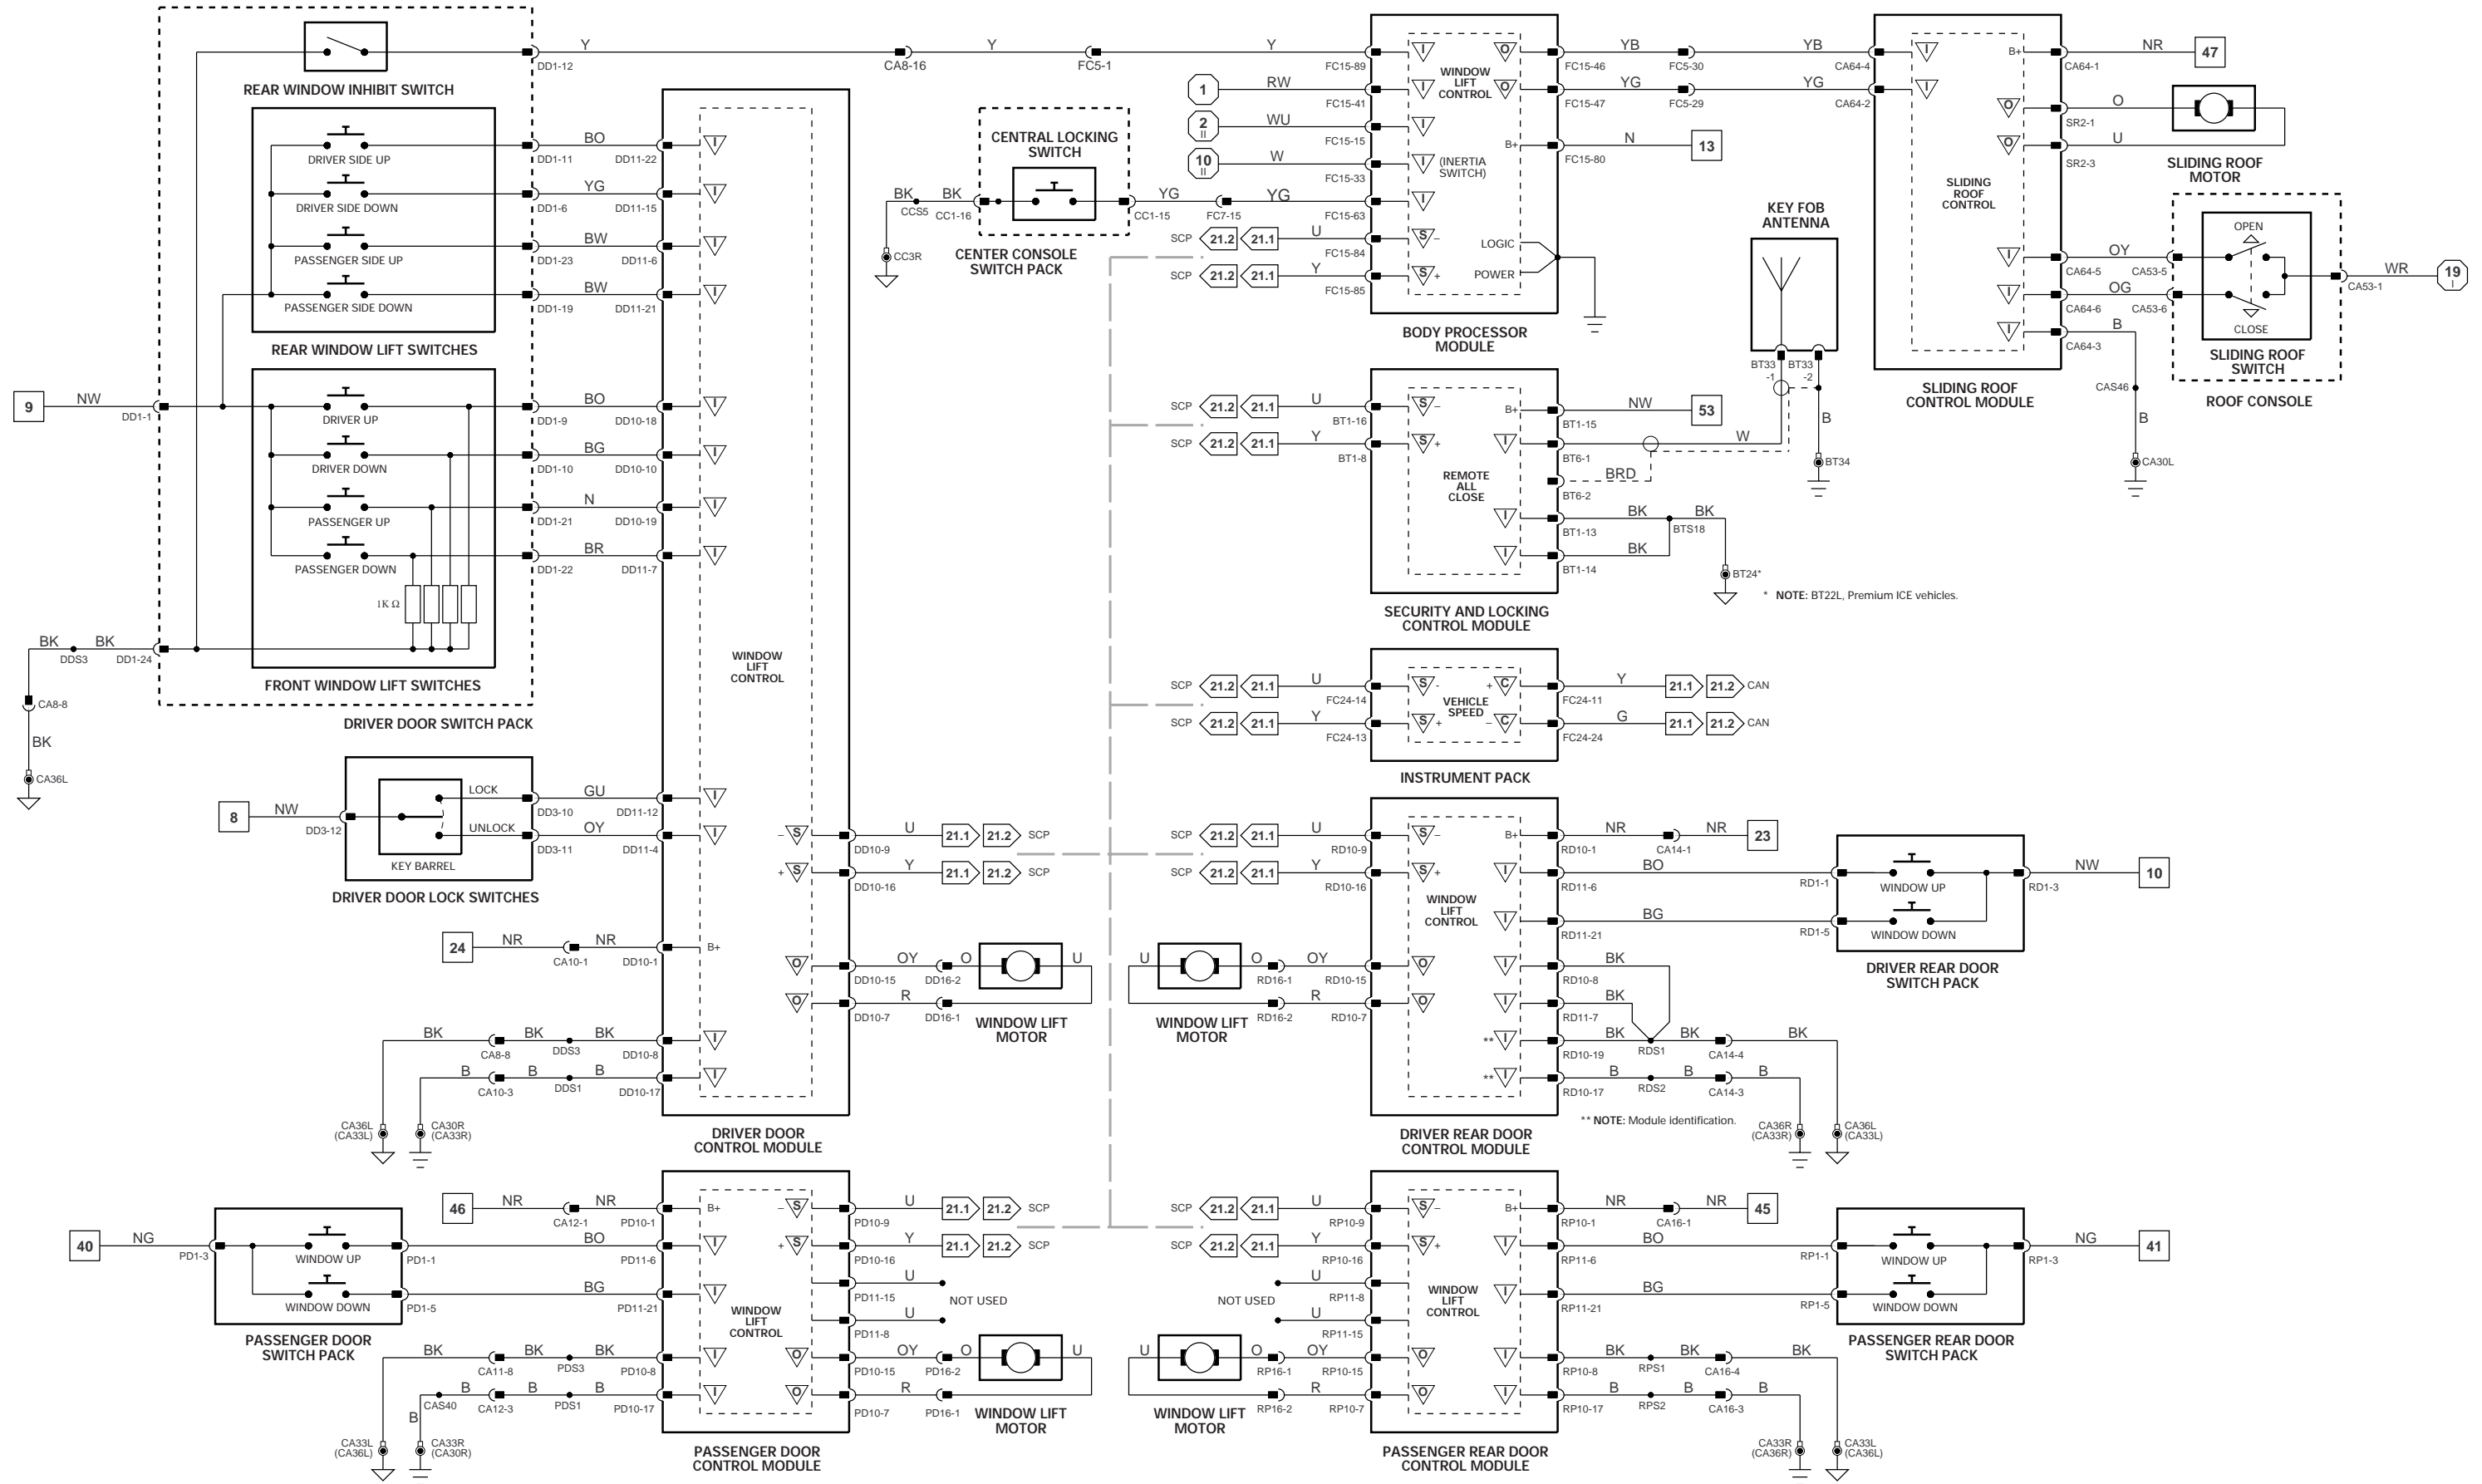 REAR WINDOW INHIBIT SWITCH
DD1-12
Y
CA8-16
Y
FC5-1
Y
FC15-89
DRIVER SIDE UP
DD1-11
BO
DD11-22
DRIVER SIDE DOWN
DD1-6
YG
DD11-15
PASSENGER SIDE UP
DD1-23
BW
DD11-6
PASSENGER SIDE DOWN
DD1-19
BW
DD11-21
REAR WINDOW LIFT SWITCHES
9
NW
DD1-1
DRIVER UP
DD1-9
BO
DD10-18
DRIVER DOWN
DD1-10
BG
DD10-10
PASSENGER UP
DD1-21
N
DD10-19
PASSENGER DOWN
DD1-22
BR
DD11-7
1K Ω
BK
DDS3
BK
DD1-24
CA8-8
BK
CA36L
FRONT WINDOW LIFT SWITCHES
DRIVER DOOR SWITCH PACK
8
NW
DD3-12
LOCK
UNLOCK
KEY BARREL
DD3-10
GU
DD11-12
DD3-11
OY
DD11-4
DRIVER DOOR LOCK SWITCHES
24
NR
CA10-1
NR
DD10-1
B+
BK
CA8-8
BK
DDS3
BK
DD10-8
B
CA10-3
B
DDS1
B
DD10-17
CA36L
(CA33L)
CA30R
(CA33R)
I
I
I
I
I
I
I
I
I
I
I
I
WINDOW
LIFT
CONTROL
– S
+ S
O
O
DD10-9
U
21.1
21.2
SCP
DD10-16
Y
21.1
21.2
SCP
DD10-15
OY
DD16-2
O
U
DD10-7
R
DD16-1
WINDOW LIFT
MOTOR
DRIVER DOOR
CONTROL MODULE
CENTRAL LOCKING
SWITCH
BK
CCS5
BK
CC1-16
CC3R
CC1-15
YG
FC7-15
YG
FC15-63
CENTER CONSOLE
SWITCH PACK
1
RW
FC15-41
2
II
WU
FC15-15
10
II
W
FC15-33
SCP
21.2
21.1
U
FC15-84
SCP
21.2
21.1
Y
FC15-85
I
I
I
I
(INERTIA
SWITCH)
I
S –
S +
O
O
WINDOW
LIFT
CONTROL
B+
LOGIC
POWER
BODY PROCESSOR
MODULE
FC15-46
YB
FC5-30
YB
CA64-4
FC15-47
YG
FC5-29
YG
CA64-2
FC15-80
N
13
I
I
B+
CA64-1
NR
47
O
SR2-1
O
O
SR2-3
U
SLIDING ROOF
MOTOR
SLIDING
ROOF
CONTROL
I
CA64-5
OY
CA53-5
I
CA64-6
OG
CA53-6
I
CA64-3
B
CAS46
B
CA30L
OPEN
CLOSE
SLIDING ROOF
SWITCH
ROOF CONSOLE
CA53-1
WR
19
I
SLIDING ROOF
CONTROL MODULE
KEY FOB
ANTENNA
BT33
-1
BT33
-2
B
BT34
SCP
21.2
21.1
U
BT1-16
SCP
21.2
21.1
Y
BT1-8
S –
S +
B+
I
I
I
REMOTE
ALL
CLOSE
BT1-15
NW
53
BT6-1
W
BT6-2
BRD
BT1-13
BK
BTS18
BK
BT1-14
BK
BT24*
* NOTE: BT22L, Premium ICE vehicles.
SECURITY AND LOCKING
CONTROL MODULE
SCP
21.2
21.1
U
FC24-14
SCP
21.2
21.1
Y
FC24-13
S -
S +
+ C
– C
VEHICLE
SPEED
FC24-11
Y
21.1
21.2
CAN
FC24-24
G
21.1
21.2
CAN
INSTRUMENT PACK
SCP
21.2
21.1
U
RD10-9
SCP
21.2
21.1
Y
RD10-16
U
O
RD16-1
OY
RD10-15
RD16-2
R
RD10-7
WINDOW LIFT
MOTOR
S –
S +
O
O
WINDOW
LIFT
CONTROL
B+
I
I
I
I
** I
** I
RD10-1
NR
CA14-1
NR
23
RD11-6
BO
RD1-1
RD11-21
BG
RD1-5
WINDOW UP
WINDOW DOWN
RD1-3
NW
10
DRIVER REAR DOOR
SWITCH PACK
RD10-8
BK
RD11-7
BK
RD10-19
BK
RDS1
BK
CA14-4
BK
RD10-17
B
RDS2
B
CA14-3
B
** NOTE: Module identification.
CA36R
(CA33R)
CA36L
(CA33L)
DRIVER REAR DOOR
CONTROL MODULE
40
NG
PD1-3
WINDOW UP
WINDOW DOWN
PD1-1
BO
PD11-6
PD1-5
BG
PD11-21
PASSENGER DOOR
SWITCH PACK
46
NR
CA12-1
NR
PD10-1
BK
CA11-8
BK
PDS3
BK
PD10-8
CAS40
B
B
CA12-3
B
PDS1
B
PD10-17
CA33L
(CA36L)
CA33R
(CA30R)
B+
I
I
I
I
WINDOW
LIFT
CONTROL
– S
+ S
O
O
PD10-9
U
21.1
21.2
SCP
PD10-16
Y
21.1
21.2
SCP
PD11-15
U
NOT USED
PD11-8
U
PD10-15
OY
PD16-2
O
U
PD10-7
R
PD16-1
WINDOW LIFT
MOTOR
PASSENGER DOOR
CONTROL MODULE
SCP
21.2
21.1
U
RP10-9
SCP
21.2
21.1
Y
RP10-16
U
RP11-8
NOT USED
U
RP11-15
U
O
RP16-1
OY
RP10-15
RP16-2
R
RP10-7
WINDOW LIFT
MOTOR
S –
S +
O
O
WINDOW
LIFT
CONTROL
B+
I
I
I
I
RP10-1
NR
CA16-1
NR
45
RP11-6
BO
RP1-1
RP11-21
BG
RP1-5
WINDOW UP
WINDOW DOWN
RP1-3
NG
41
PASSENGER REAR DOOR
SWITCH PACK
RP10-8
BK
RPS1
BK
CA16-4
BK
RP10-17
B
RPS2
B
CA16-3
B
CA33R
(CA36R)
CA33L
(CA36L)
PASSENGER REAR DOOR
CONTROL MODULE